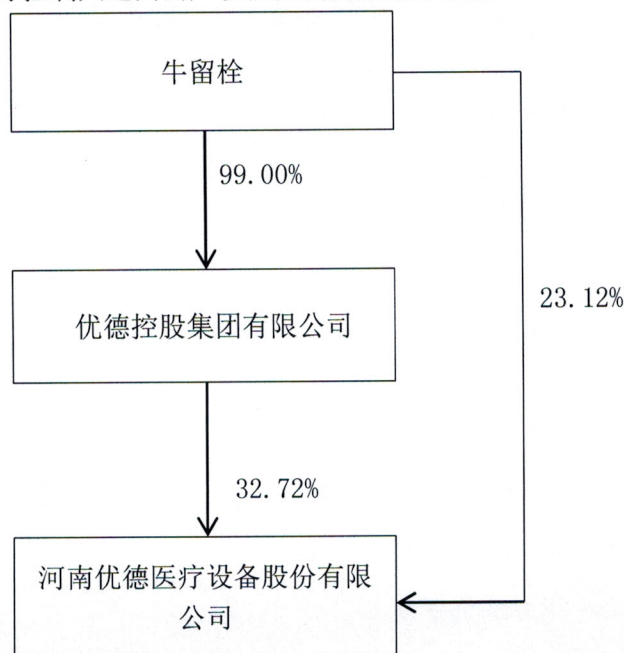 牛留栓
99.00%
23.12%
优德控股集团有限公司
32.72%
河南优德医疗设备股份有限
公司